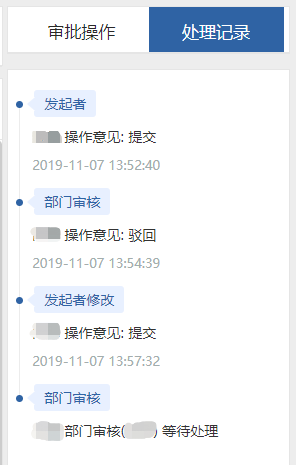 审批操作
处理记录
发起者
操作意见: 提交
2019-11-07 13:52:40
部门审核
操作意见: 驳回
2019-11-07 13:54:39
发起者修改
操作意见: 提交
2019-11-07 13:57:32
部门审核
部门审核( ) 等待处理